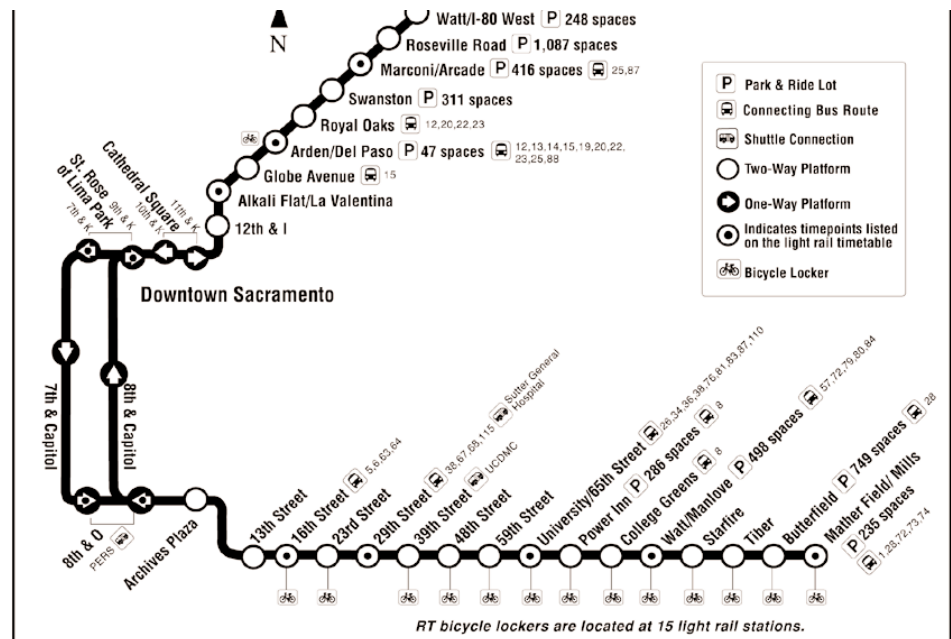 N
Watt/I-80 West P 248 spaces
Roseville Road P 1,087 spaces
Marconi/Arcade P 416 spaces 25,87
Swanston P 311 spaces
Royal Oaks 12,20,22,23
Arden/Del Paso P 47 spaces 12,13,14,15,19,20,22,
23,25,88
Globe Avenue 15
Alkali Flat/La Valentina
12th & I
Cathedral Square
11th & K
10th & K
St. Rose
of Lima Park
9th & K
7th & K
Downtown Sacramento
7th & Capitol
8th & Capitol
8th & O
PERS
Archives Plaza
13th Street
16th Street 5,6,63,64
23rd Street
29th Street 38,67,68,115 Sutter General
Hospital
39th Street UCDMC
48th Street
59th Street
University/65th Street 26,34,36,38,76,81,83,87,110
Power Inn P 286 spaces 8
College Greens 8
Watt/Manlove P 498 spaces 57,72,79,80,84
Starfire
Tiber
Butterfield P 749 spaces 28
Mather Field/ Mills
P 235 spaces
1,28,72,73,74
P Park & Ride Lot
Connecting Bus Route
Shuttle Connection
Two-Way Platform
One-Way Platform
Indicates timepoints listed
on the light rail timetable
Bicycle Locker
RT bicycle lockers are located at 15 light rail stations.